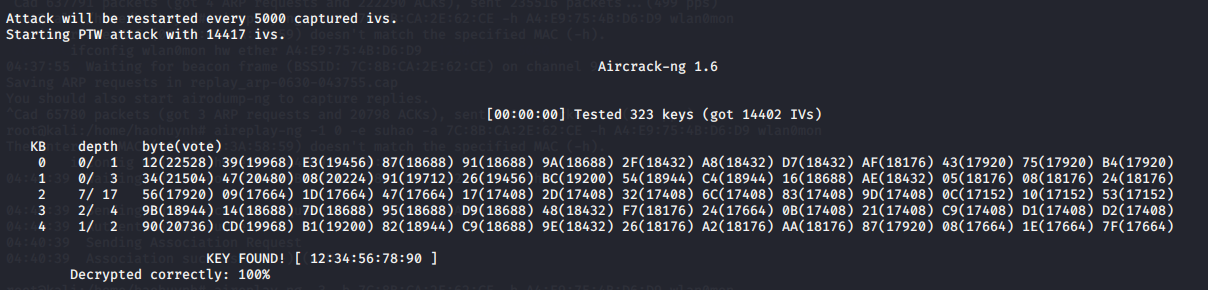 Attack will be restarted every 5000 captured ivs.
Starting PTW attack with 14417 ivs.
Aircrack-ng 1.6
[00:00:00] Tested 323 keys (got 14402 IVs)
KB depth byte(vote)
0 0/ 1 12(22528) 39(19968) E3(19456) 87(18688) 91(18688) 9A(18688) 2F(18432) A8(18432) D7(18432) AF(18176) 43(17920) 75(17920) B4(17920)
1 0/ 3 34(21504) 47(20480) 08(20224) 91(19712) 26(19456) BC(19200) 54(18944) C4(18944) 16(18688) AE(18432) 05(18176) 08(18176) 24(18176)
2 7/ 17 56(17920) 09(17664) 1D(17664) 47(17664) 17(17408) 2D(17408) 32(17408) 6C(17408) 83(17408) 9D(17408) 0C(17152) 10(17152) 53(17152)
3 2/ 4 9B(18944) 14(18688) 7D(18688) 95(18688) D9(18688) 48(18432) F7(18176) 24(17664) 0B(17408) 21(17408) C9(17408) D1(17408) D2(17408)
4 1/ 2 90(20736) CD(19968) B1(19200) 82(18944) C9(18688) 9E(18432) 26(18176) A2(18176) AA(18176) 87(17920) 08(17664) 1E(17664) 7F(17664)
KEY FOUND! [ 12:34:56:78:90 ]
Decrypted correctly: 100%